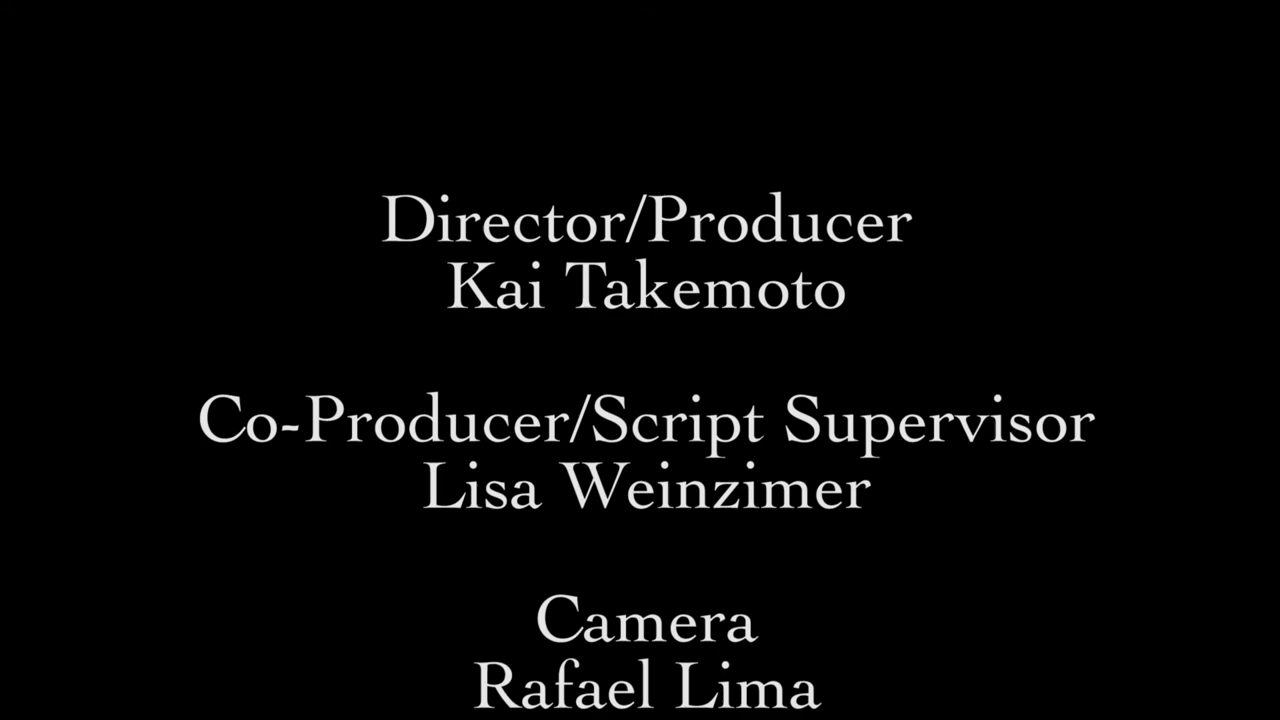 Director/Producer
Kai Takemoto
Co-Producer/Script Supervisor
Lisa Weinzimer
Camera
Rafael Lima